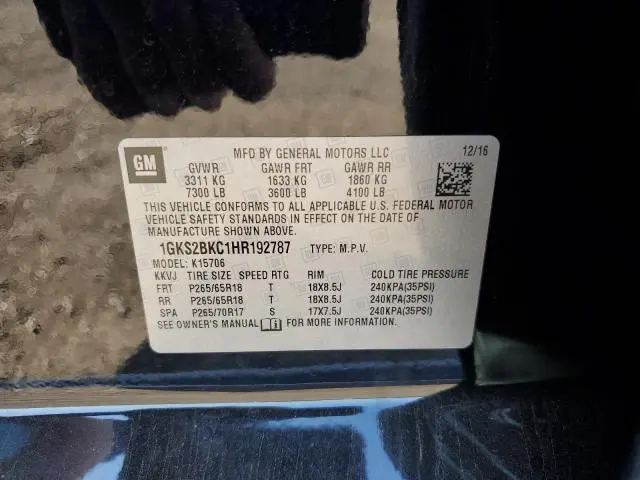 GM
MFD BY GENERAL MOTORS LLC 12/16
GVWR GAWR FRT GAWR RR
3311 KG 1633 KG 1860 KG
7300 LB 3600 LB 4100 LB
THIS VEHICLE CONFORMS TO ALL APPLICABLE U.S. FEDERAL MOTOR
VEHICLE SAFETY STANDARDS IN EFFECT ON THE DATE OF
MANUFACTURE SHOWN ABOVE.
1GKS2BKC1HR192787 TYPE: M.P.V.
MODEL: K15706
KKVJ TIRE SIZE SPEED RTG RIM COLD TIRE PRESSURE
FRT P265/65R18 T 18X8.5J 240KPA(35PSI)
RR P265/65R18 T 18X8.5J 240KPA(35PSI)
SPA P265/70R17 S 17X7.5J 240KPA(35PSI)
SEE OWNER'S MANUAL FOR MORE INFORMATION.